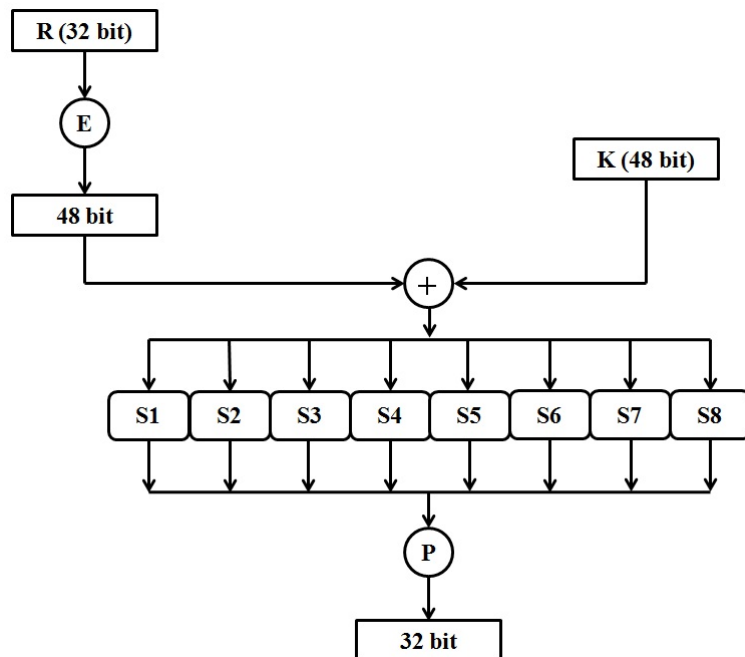 R (32 bit)
E
K (48 bit)
48 bit
+
S1 S2 S3 S4 S5 S6 S7 S8
P
32 bit